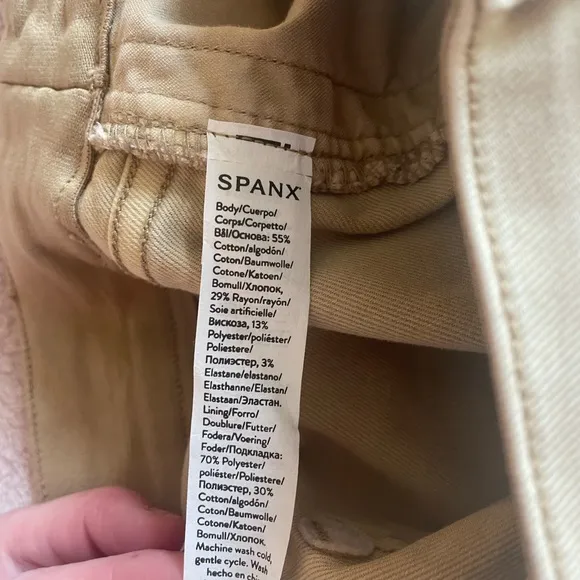 SPANX
Body/Cuerpo/
Corps/Corpetto/
Bål/Основа: 55%
Cotton/algodón/
Coton/Baumwolle/
Cotone/Katoen/
Bomull/Хлопок,
29% Rayon/rayón/
Soie artificielle/
Вискоза, 13%
Polyester/poliéster/
Poliestere/
Полиэстер, 3%
Elastane/elastano/
Elasthanne/Elastan/
Elastaan/Эластан.
Lining/Forro/
Doublure/Futter/
Fodera/Voering/
Foder/Подкладка:
70% Polyester/
poliéster/Poliestere/
Полиэстер, 30%
Cotton/algodón/
Coton/Baumwolle/
Cotone/Katoen/
Bomull/Хлопок
Machine wash cold,
gentle cycle. Wash
hecho en